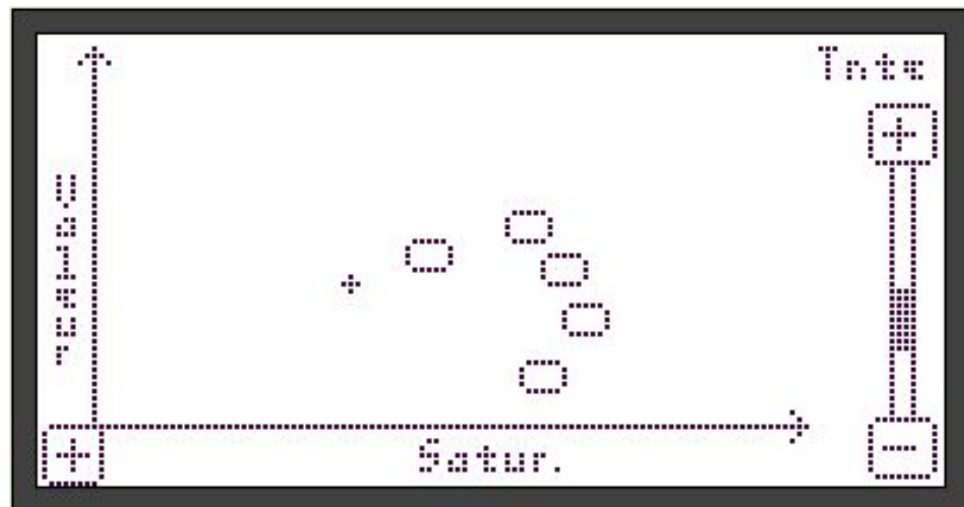 Tnte
+
Valeur
+
Satur.
-